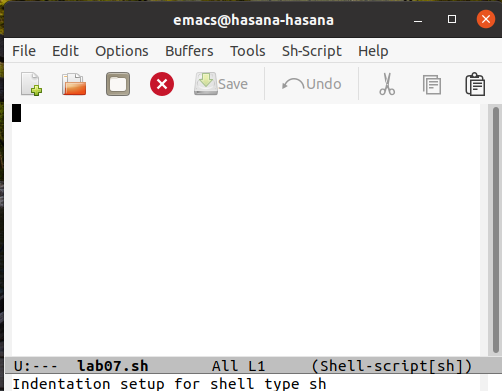 emacs@hasana-hasana
File Edit Options Buffers Tools Sh-Script Help
Save Undo
U:--- lab07.sh All L1 (Shell-script[sh])
Indentation setup for shell type sh